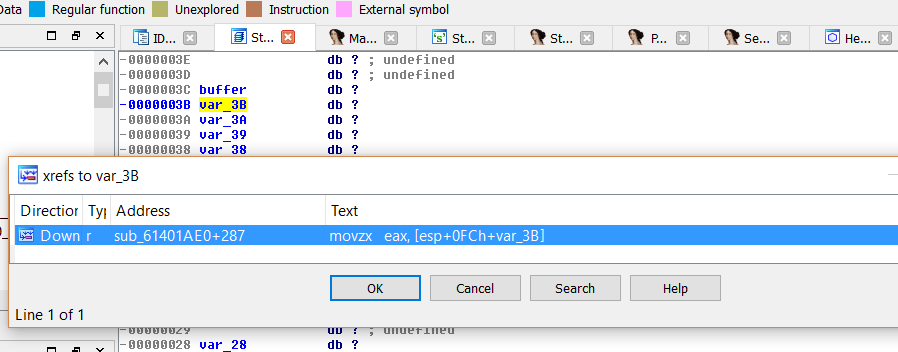 Data Regular function Unexplored Instruction External symbol
ID... St... Ma... St... St... P... Se... He...
-0000003E db ? ; undefined
-0000003D db ? ; undefined
-0000003C buffer db ?
-0000003B var_3B db ?
-0000003A var_3A db ?
-00000039 var_39 db ?
-00000038 var_38 db ?
xrefs to var_3B
Direction Typ Address Text
Down r sub_61401AE0+287 movzx eax, [esp+0FCh+var_3B]
OK Cancel Search Help
Line 1 of 1
-00000029 db ? ; undefined
-00000028 var_28 db ?